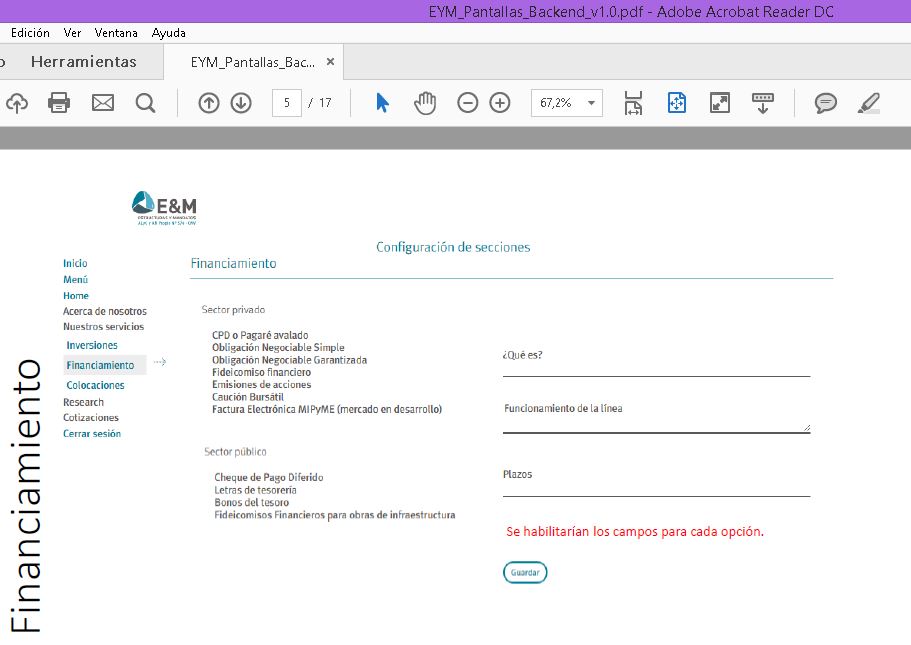 EYM_Pantallas_Backend_v1.0.pdf - Adobe Acrobat Reader DC
Edición Ver Ventana Ayuda
o Herramientas EYM_Pantallas_Bac... ×
5 / 17 67,2%
E&M
ESTRUCTURAS Y MANDATOS
Configuración de secciones
Financiamiento
Inicio
Menú
Home
Acerca de nosotros
Nuestros servicios
Inversiones
Financiamiento
Colocaciones
Research
Cotizaciones
Cerrar sesión
Financiamiento
Sector privado
CPD o Pagaré avalado
Obligación Negociable Simple
Obligación Negociable Garantizada
Fideicomiso financiero
Emisiones de acciones
Caución Bursátil
Factura Electrónica MIPyME (mercado en desarrollo)
Sector público
Cheque de Pago Diferido
Letras de tesorería
Bonos del tesoro
Fideicomisos Financieros para obras de infraestructura
¿Qué es?
Funcionamiento de la línea
Plazos
Se habilitarían los campos para cada opción.
Guardar